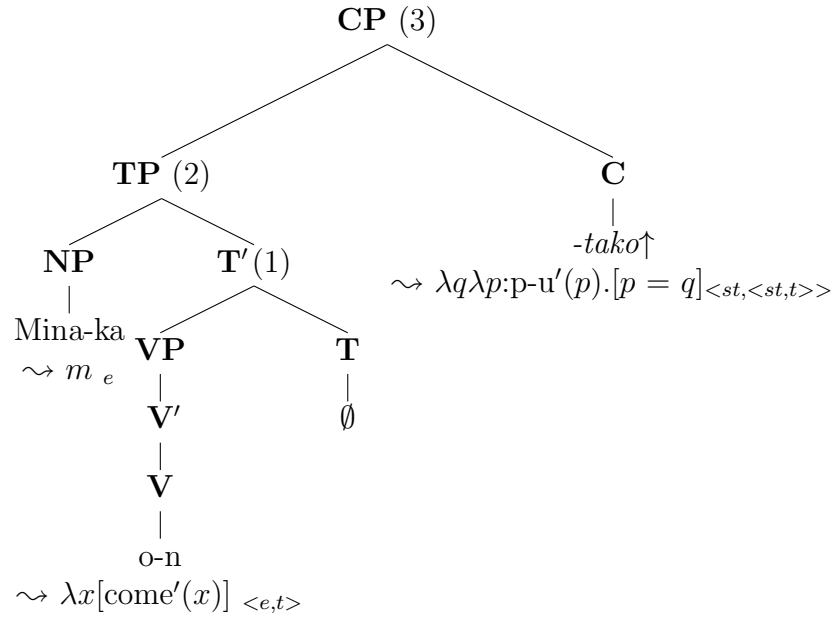 CP (3)
TP (2) C
-tako↑
NP T′(1) ⇝ λqλp:p-u′(p).[p = q]<st,<st,t>>
Mina-ka VP T
⇝ m e
V′ ∅
V
o-n
⇝ λx[come′(x)] <e,t>